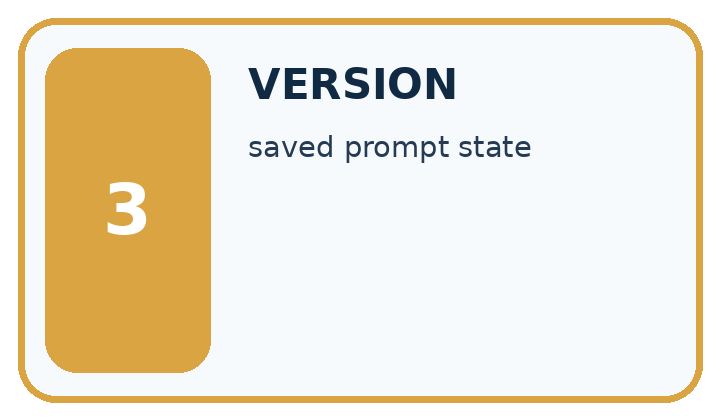 3
VERSION
saved prompt state